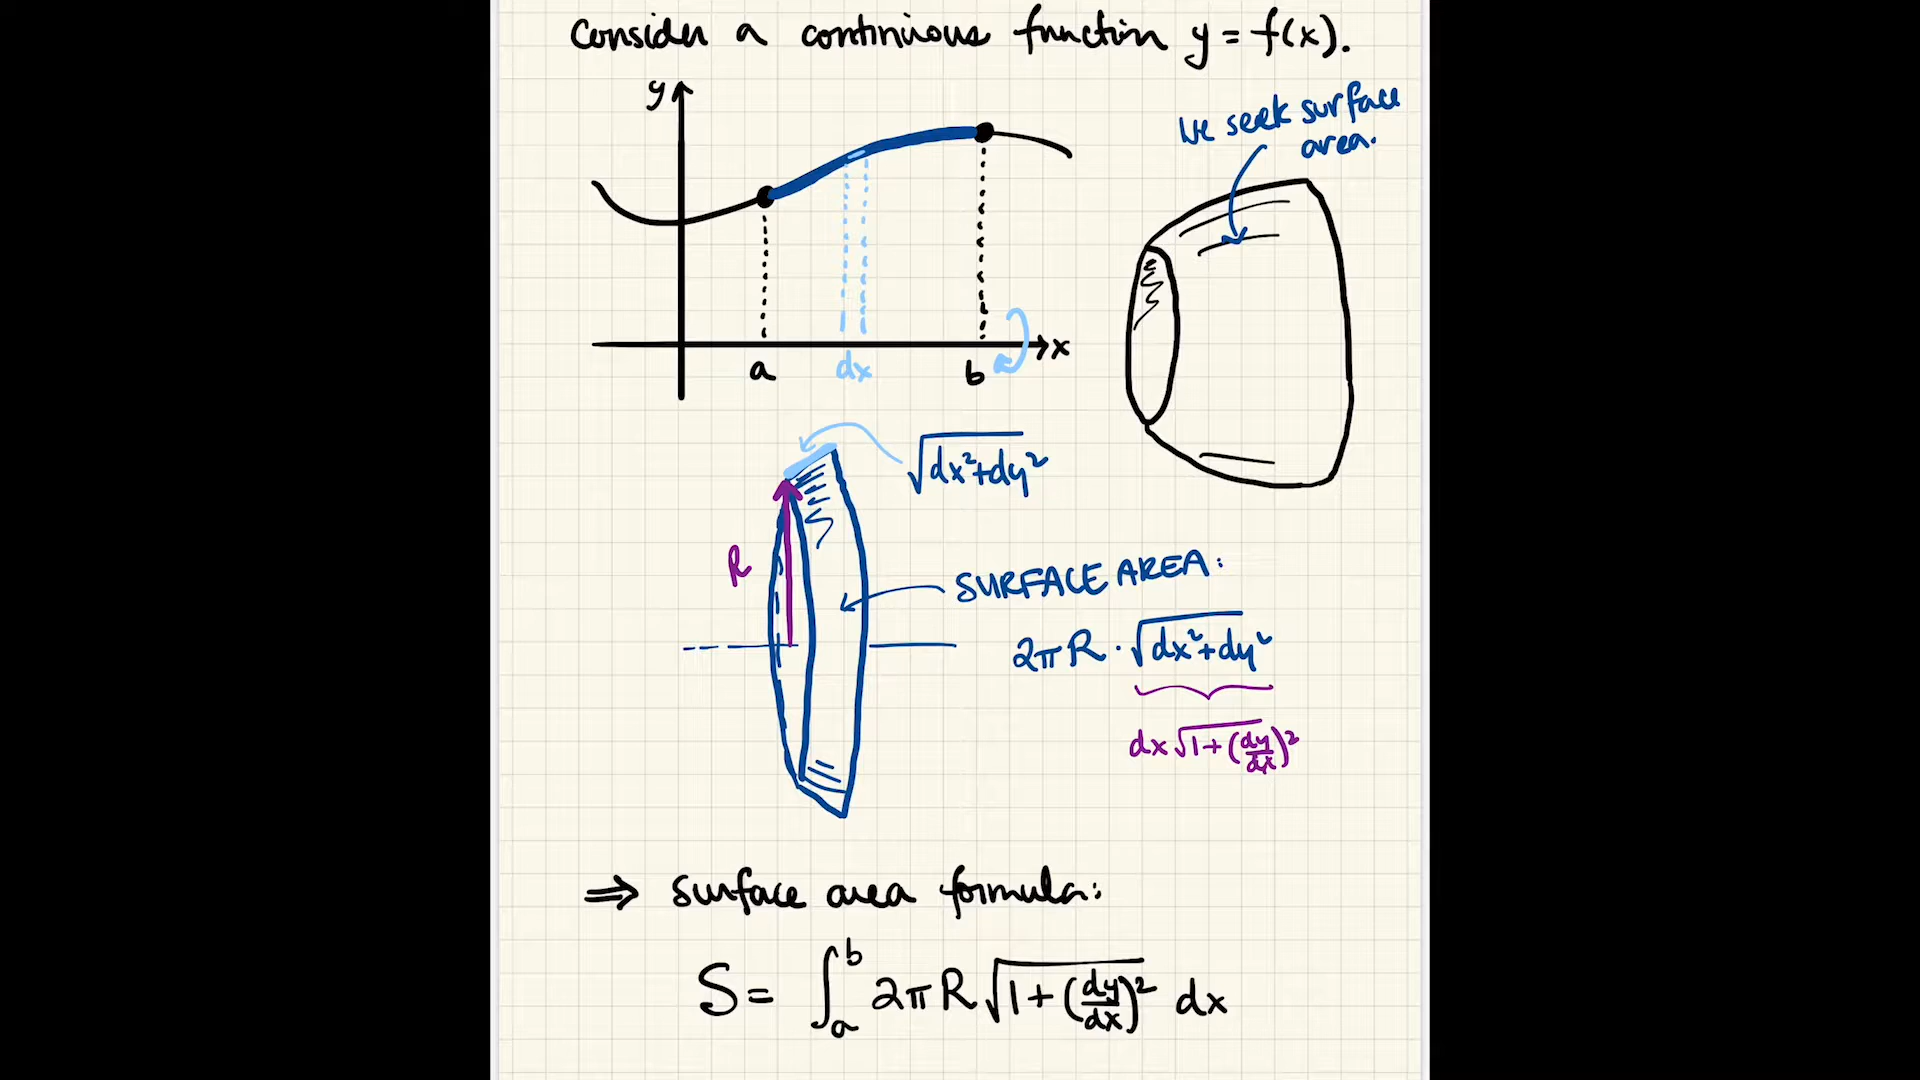 Consider a continuous function y = f(x).
y
We seek surface
area.
x
a
dx
b
√dx²+dy²
R
SURFACE AREA:
2πR · √dx²+dy²
dx √1+(dy/dx)²
⇒ surface area formula:
S = ∫_a^b 2πR √1+(dy/dx)² dx